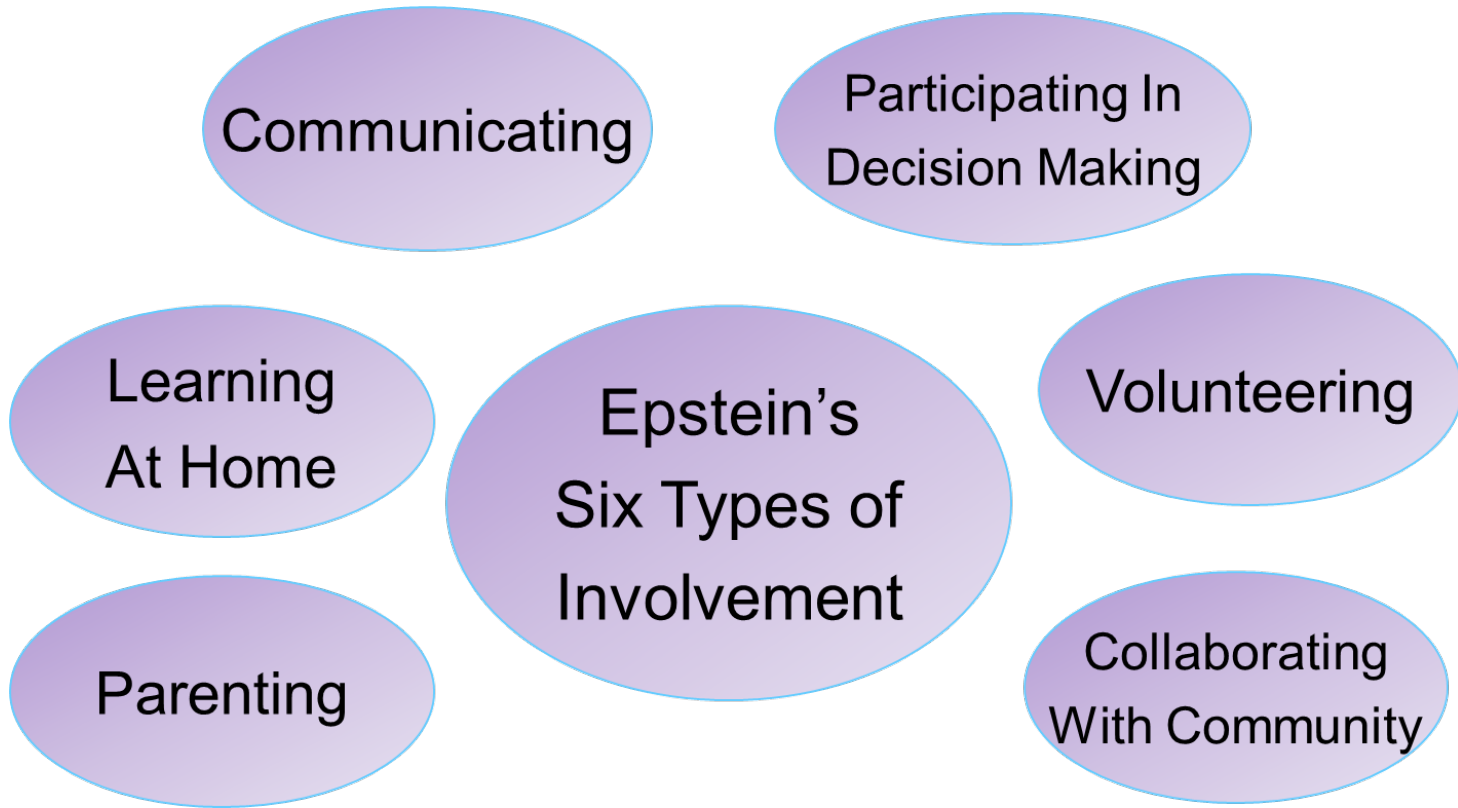 Communicating
Participating In
Decision Making
Learning
At Home
Epstein’s
Six Types of
Involvement
Volunteering
Parenting
Collaborating
With Community